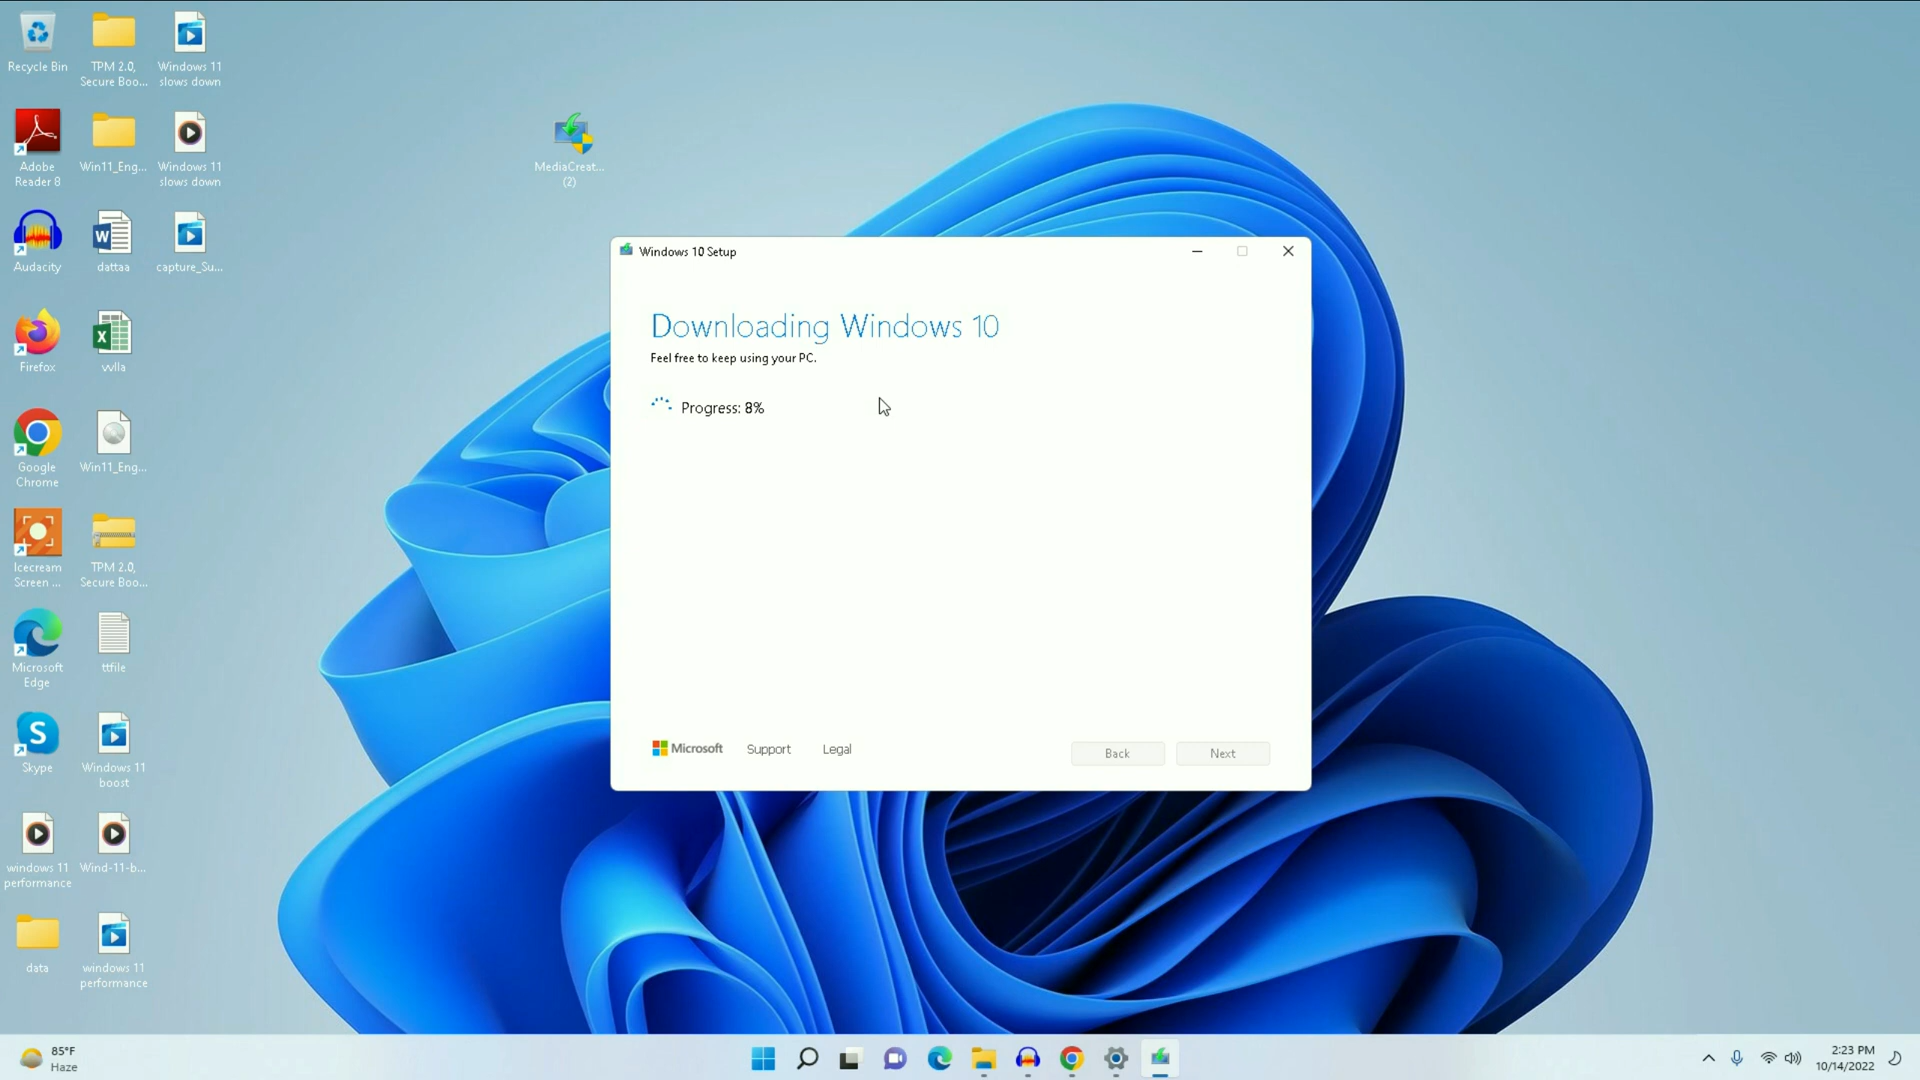 Recycle Bin
TPM 2.0,
Secure Boo...
Windows 11
slows down
Adobe
Reader 8
Win11_Eng...
Windows 11
slows down
MediaCreat...
(2)
Audacity
dattaa
capture_Su...
Firefox
vvlla
Google
Chrome
Win11_Eng...
Icecream
Screen ...
TPM 2.0,
Secure Boo...
Microsoft
Edge
ttfile
Skype
Windows 11
boost
windows 11
performance
Wind-11-b...
data
windows 11
performance
Windows 10 Setup
Downloading Windows 10
Feel free to keep using your PC.
Progress: 8%
Microsoft
Support
Legal
Back
Next
85°F
Haze
2:23 PM
10/14/2022